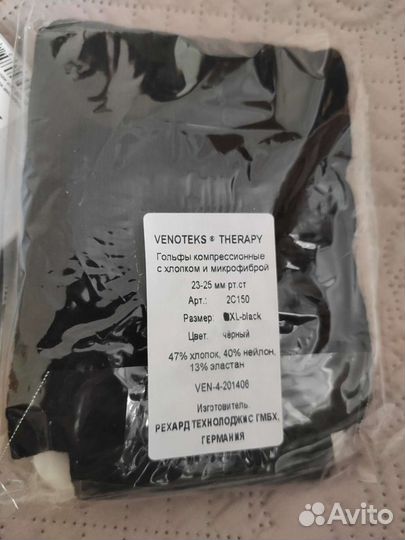 VENOTEKS ® THERAPY
Гольфы компрессионные
с хлопком и микрофиброй
23-25 мм рт.ст
Арт.: 2C150
Размер: XL-black
Цвет: чёрный
47% хлопок, 40% нейлон,
13% эластан
VEN-4-201406
Изготовитель:
РЕХАРД ТЕХНОЛОДЖИС ГМБХ,
ГЕРМАНИЯ
Avito